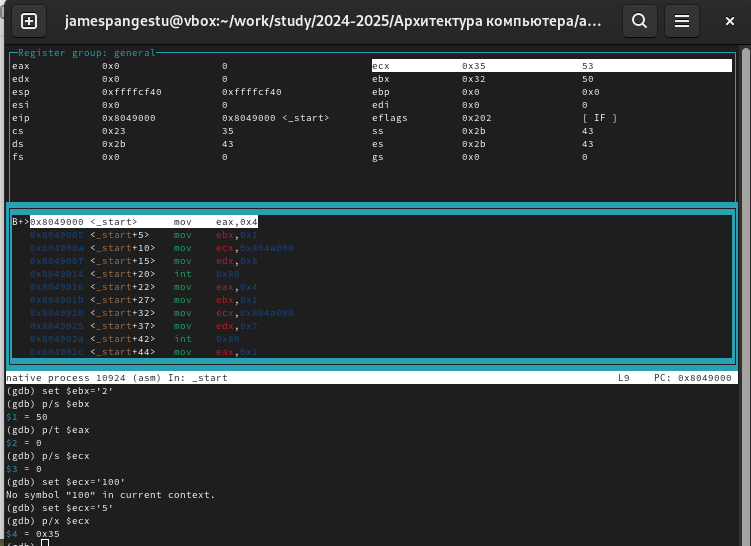 jamespangestu@vbox:~/work/study/2024-2025/Архитектура компьютера/a...
Register group: general
eax 0x0 0 ecx 0x35 53
edx 0x0 0 ebx 0x32 50
esp 0xffffcf40 0xffffcf40 ebp 0x0 0x0
esi 0x0 0 edi 0x0 0
eip 0x8049000 0x8049000 <_start> eflags 0x202 [ IF ]
cs 0x23 35 ss 0x2b 43
ds 0x2b 43 es 0x2b 43
fs 0x0 0 gs 0x0 0
B+>0x8049000 <_start> mov eax,0x4
0x8049005 <_start+5> mov ebx,0x1
0x804900a <_start+10> mov ecx,0x804a000
0x804900f <_start+15> mov edx,0x8
0x8049014 <_start+20> int 0x80
0x8049016 <_start+22> mov eax,0x4
0x804901b <_start+27> mov ebx,0x1
0x8049020 <_start+32> mov ecx,0x804a008
0x8049025 <_start+37> mov edx,0x7
0x804902a <_start+42> int 0x80
0x804902c <_start+44> mov eax,0x1
native process 10924 (asm) In: _start L9 PC: 0x8049000
(gdb) set $ebx='2'
(gdb) p/s $ebx
$1 = 50
(gdb) p/t $eax
$2 = 0
(gdb) p/s $ecx
$3 = 0
(gdb) set $ecx='100'
No symbol "100" in current context.
(gdb) set $ecx='5'
(gdb) p/x $ecx
$4 = 0x35
(gdb)